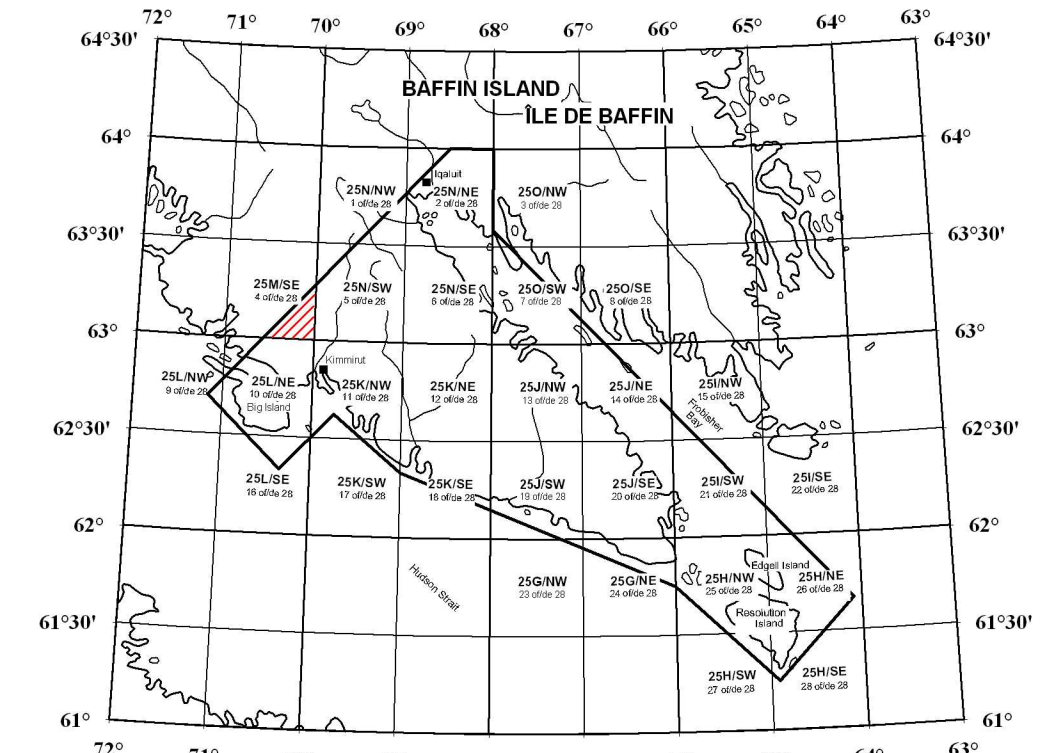 72° 71° 70° 69° 68° 67° 66° 65° 64° 63°
64°30' 64°30'
BAFFIN ISLAND
ÎLE DE BAFFIN
64° 64°
Iqaluit
25N/NW 25N/NE 25O/NW
1 of/de 28 2 of/de 28 3 of/de 28
63°30' 63°30'
25M/SE 25N/SW 25N/SE 25O/SW 25O/SE
4 of/de 28 5 of/de 28 6 of/de 28 7 of/de 28 8 of/de 28
63° 63°
Kimmirut
25L/NW 25L/NE 25K/NW 25K/NE 25J/NW 25J/NE 25I/NW
9 of/de 28 10 of/de 28 11 of/de 28 12 of/de 28 13 of/de 28 14 of/de 28 15 of/de 28
Big Island
Frobisher
Bay
62°30' 62°30'
25L/SE 25K/SW 25K/SE 25J/SW 25J/SE 25I/SW 25I/SE
16 of/de 28 17 of/de 28 18 of/de 28 19 of/de 28 20 of/de 28 21 of/de 28 22 of/de 28
62° 62°
Hudson Strait
Edgell Island
25G/NW 25G/NE 25H/NW 25H/NE
23 of/de 28 24 of/de 28 25 of/de 28 26 of/de 28
Resolution
Island
61°30' 61°30'
25H/SW 25H/SE
27 of/de 28 28 of/de 28
61° 61°
72° 71° 64° 63°